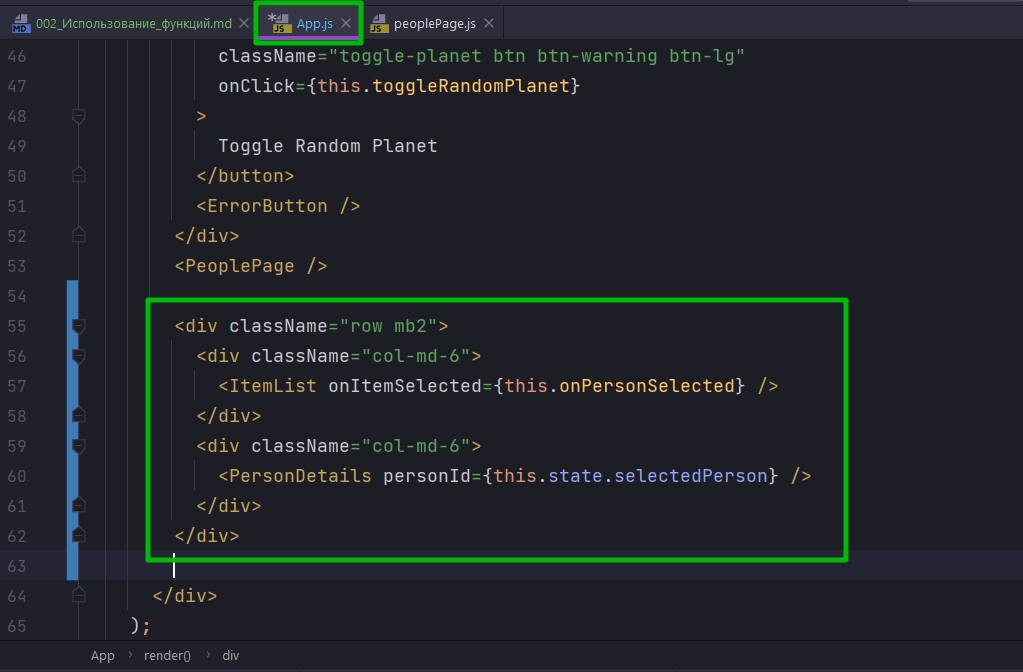 002_Использование_функций.md App.js peoplePage.js
46 className="toggle-planet btn btn-warning btn-lg"
47 onClick={this.toggleRandomPlanet}
48 >
49 Toggle Random Planet
50 </button>
51 <ErrorButton />
52 </div>
53 <PeoplePage />
54
55 <div className="row mb2">
56 <div className="col-md-6">
57 <ItemList onItemSelected={this.onPersonSelected} />
58 </div>
59 <div className="col-md-6">
60 <PersonDetails personId={this.state.selectedPerson} />
61 </div>
62 </div>
63
64 </div>
65 );
App › render() › div